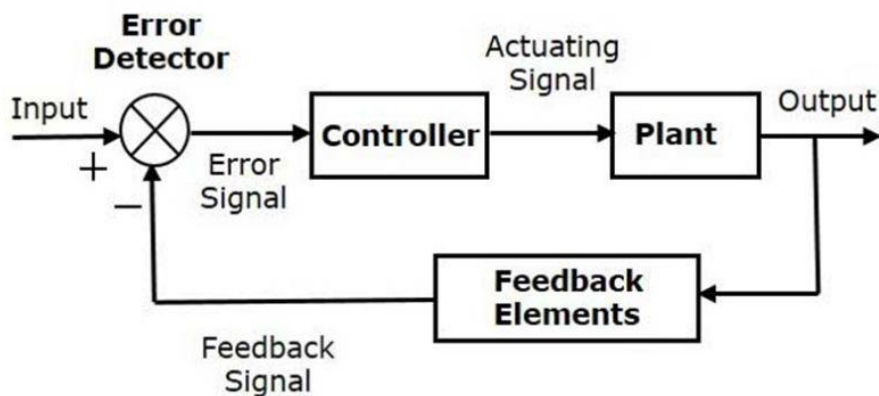 Error
Detector
Input
+
−
Error
Signal
Controller
Actuating
Signal
Plant
Output
Feedback
Elements
Feedback
Signal